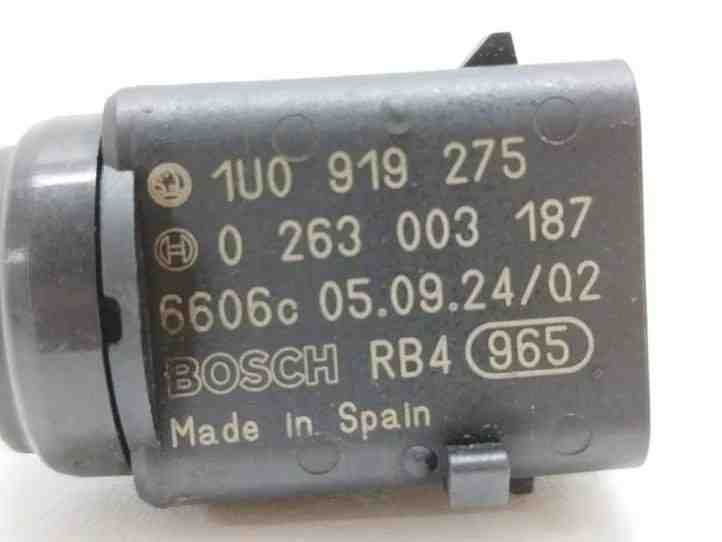 1U0 919 275
0 263 003 187
6606c 05.09.24/02
BOSCH RB4 965
Made in Spain